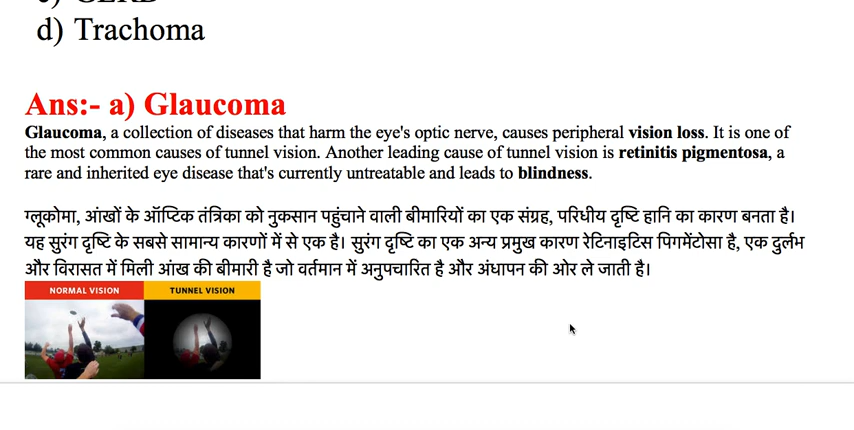 d) Trachoma
Ans:- a) Glaucoma
Glaucoma, a collection of diseases that harm the eye's optic nerve, causes peripheral vision loss. It is one of
the most common causes of tunnel vision. Another leading cause of tunnel vision is retinitis pigmentosa, a
rare and inherited eye disease that's currently untreatable and leads to blindness.
ग्लूकोमा, आंखों के ऑप्टिक तंत्रिका को नुकसान पहुंचाने वाली बीमारियों का एक संग्रह, परिधीय दृष्टि हानि का कारण बनता है।
यह सुरंग दृष्टि के सबसे सामान्य कारणों में से एक है। सुरंग दृष्टि का एक अन्य प्रमुख कारण रेटिनाइटिस पिगमेंटोसा है, एक दुर्लभ
और विरासत में मिली आंख की बीमारी है जो वर्तमान में अनुपचारित है और अंधापन की ओर ले जाती है।
NORMAL VISION TUNNEL VISION